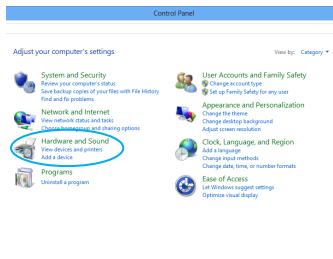 Control Panel
Adjust your computer's settings
View by: Category
System and Security
Review your computer's status
Save backup copies of your files with File History
Find and fix problems
Network and Internet
View network status and tasks
Choose homegroup and sharing options
Hardware and Sound
View devices and printers
Add a device
Programs
Uninstall a program
User Accounts and Family Safety
Change account type
Set up Family Safety for any user
Appearance and Personalization
Change the theme
Change desktop background
Adjust screen resolution
Clock, Language, and Region
Add a language
Change input methods
Change date, time, or number formats
Ease of Access
Let Windows suggest settings
Optimize visual display